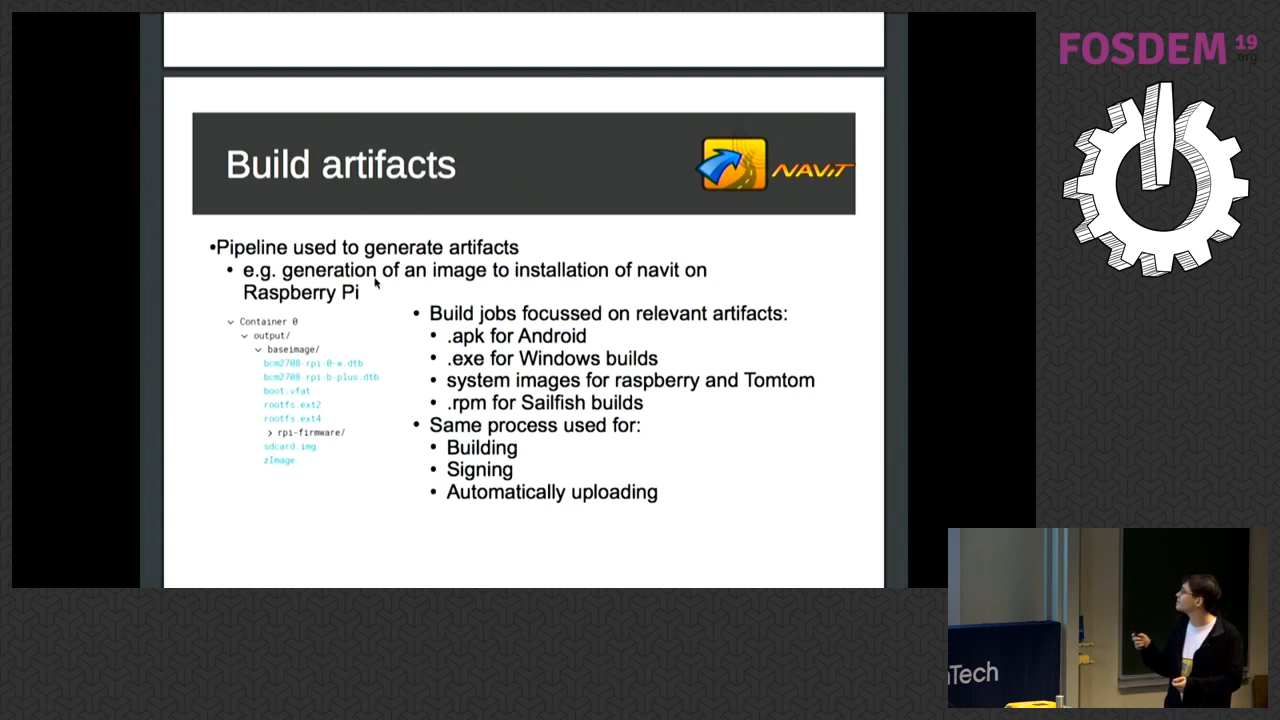 FOSDEM 19
.org
Build artifacts
NAVIT
•Pipeline used to generate artifacts
• e.g. generation of an image to installation of navit on
Raspberry Pi
Container 0
output/
baseimage/
bcm2708-rpi-0-w.dtb
bcm2708-rpi-b-plus.dtb
boot.vfat
rootfs.ext2
rootfs.ext4
rpi-firmware/
sdcard.img
zImage
• Build jobs focussed on relevant artifacts:
• .apk for Android
• .exe for Windows builds
• system images for raspberry and Tomtom
• .rpm for Sailfish builds
• Same process used for:
• Building
• Signing
• Automatically uploading
Tech